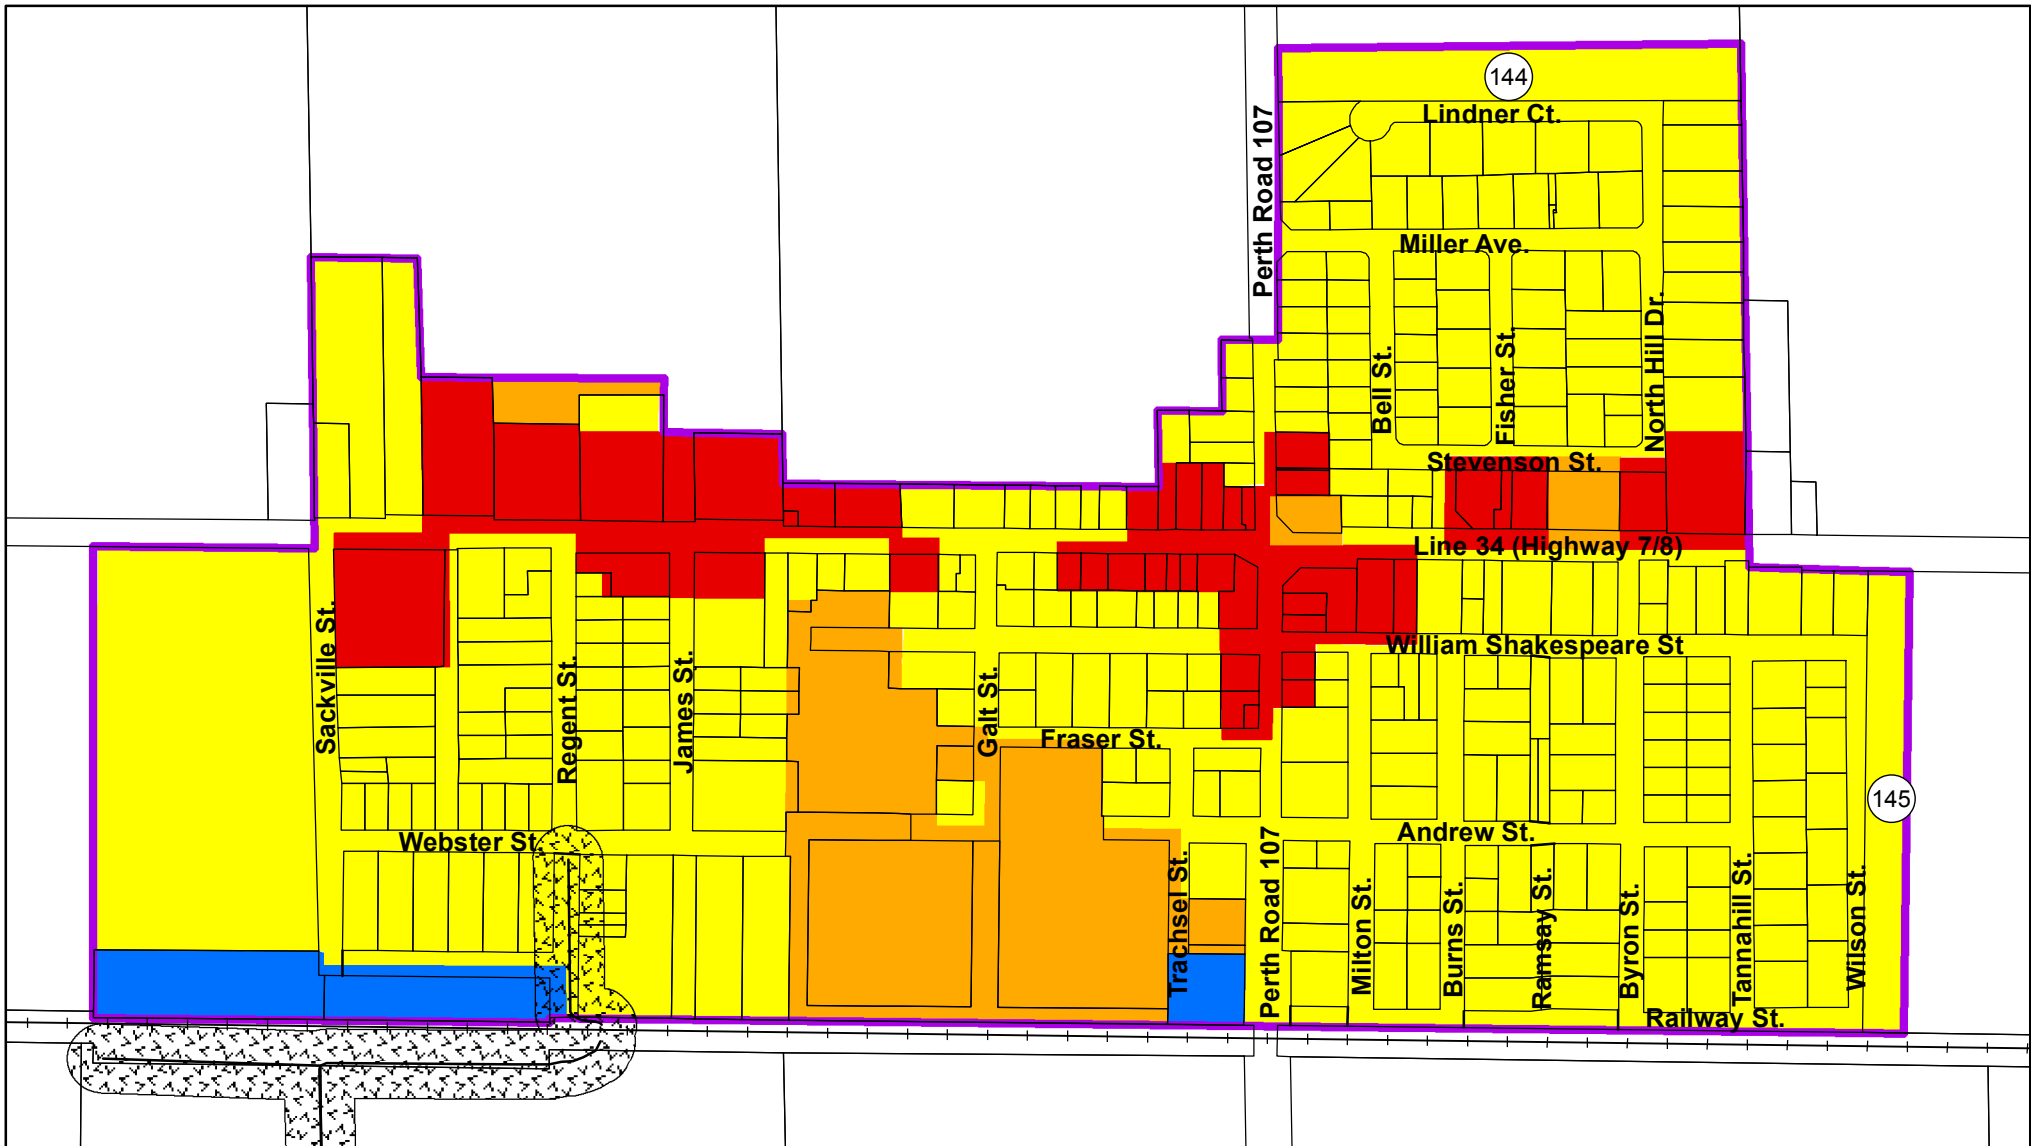 144
Lindner Ct.
Perth Road 107
Miller Ave.
North Hill Dr.
Fisher St.
Bell St.
Stevenson St.
Line 34 (Highway 7/8)
William Shakespeare St
Sackville St.
Regent St.
James St.
Galt St.
Fraser St.
145
Webster St.
Andrew St.
Perth Road 107
Trachsel St.
Milton St.
Burns St.
Ramsay St.
Byron St.
Tannahill St.
Wilson St.
Railway St.